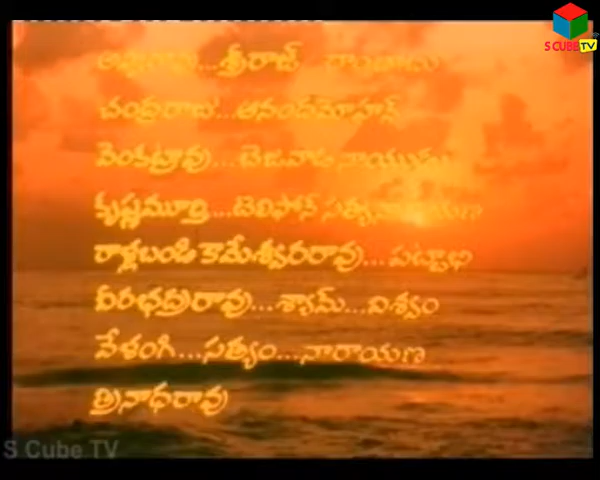 S CUBE TV
శ్రీరాజ్
చంద్రరాజు...ఆనందమోహన్
వెంకట్రావు...బెజవాడ నాయుడు
కృష్ణమూర్తి...టెలిఫోన్ సత్యనారాయణ
రాళ్లబండి కామేశ్వరరావు...పట్టాభి
వీరభద్రరావు...శ్యామ్...విశ్వం
వేళంగి...సత్యం...నారాయణ
త్రినాధరావు
S Cube TV